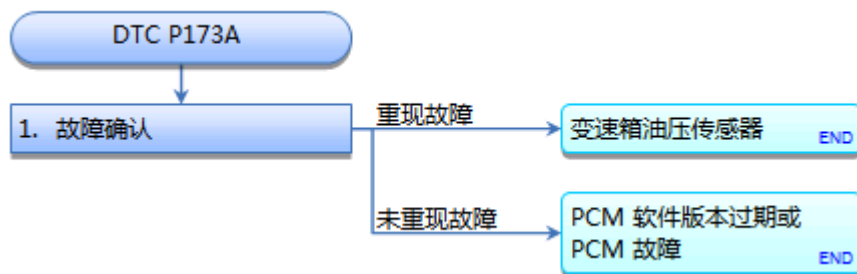 DTC P173A
1. 故障确认
重现故障
变速箱油压传感器
END
未重现故障
PCM 软件版本过期或
PCM 故障
END